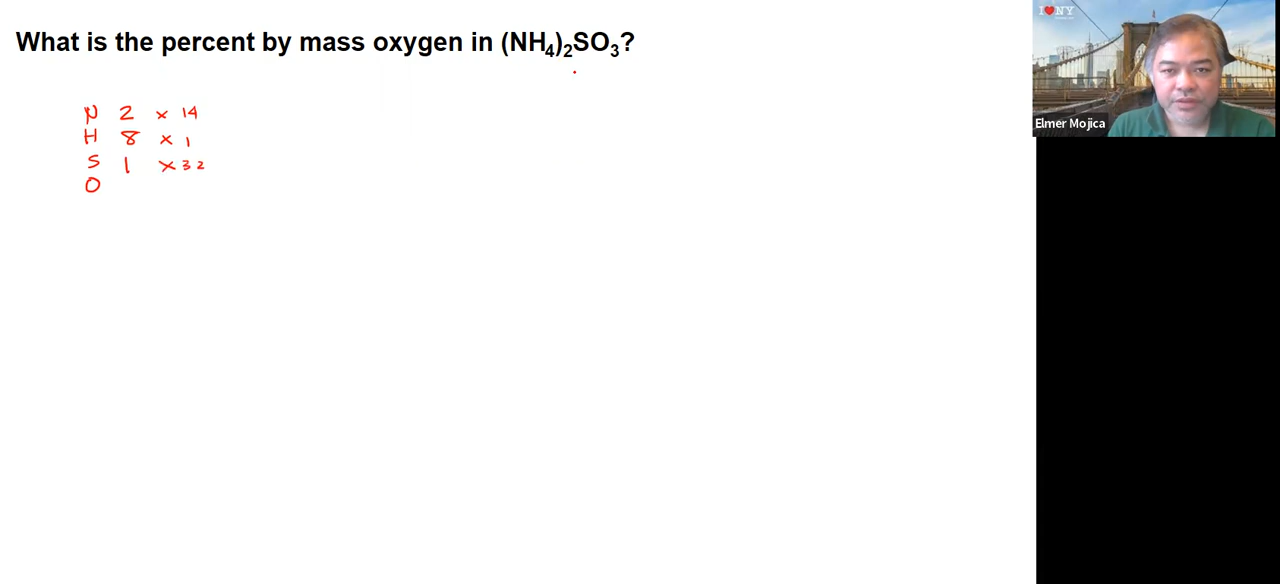 What is the percent by mass oxygen in (NH₄)₂SO₃?
I ❤ NY
Elmer Mojica
N 2 × 14
H 8 × 1
S 1 × 32
O